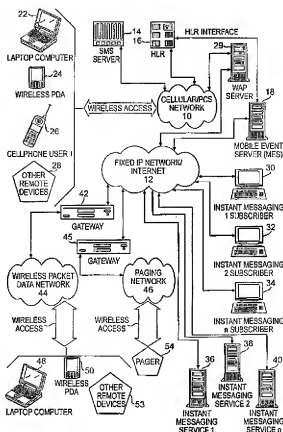 22
LAPTOP COMPUTER
24
WIRELESS PDA
26
CELLPHONE USER 1
28
OTHER
REMOTE
DEVICES
14
SMS
SERVER
16
HLR
HLR INTERFACE
29
WAP
SERVER
18
MOBILE EVENT
SERVER (MES)
WIRELESS ACCESS
CELLULAR/PCS
NETWORK
10
FIXED IP NETWORK/
INTERNET
12
30
INSTANT MESSAGING
1 SUBSCRIBER
32
INSTANT MESSAGING
2 SUBSCRIBER
34
INSTANT MESSAGING
n SUBSCRIBER
42
GATEWAY
45
GATEWAY
WIRELESS PACKET
DATA NETWORK
44
PAGING
NETWORK
46
WIRELESS
ACCESS
WIRELESS
ACCESS
54
PAGER
48
LAPTOP COMPUTER
50
WIRELESS
PDA
OTHER
REMOTE
DEVICES
53
36
INSTANT
MESSAGING
SERVICE 1
38
INSTANT
MESSAGING
SERVICE 2
40
INSTANT
MESSAGING
SERVICE n